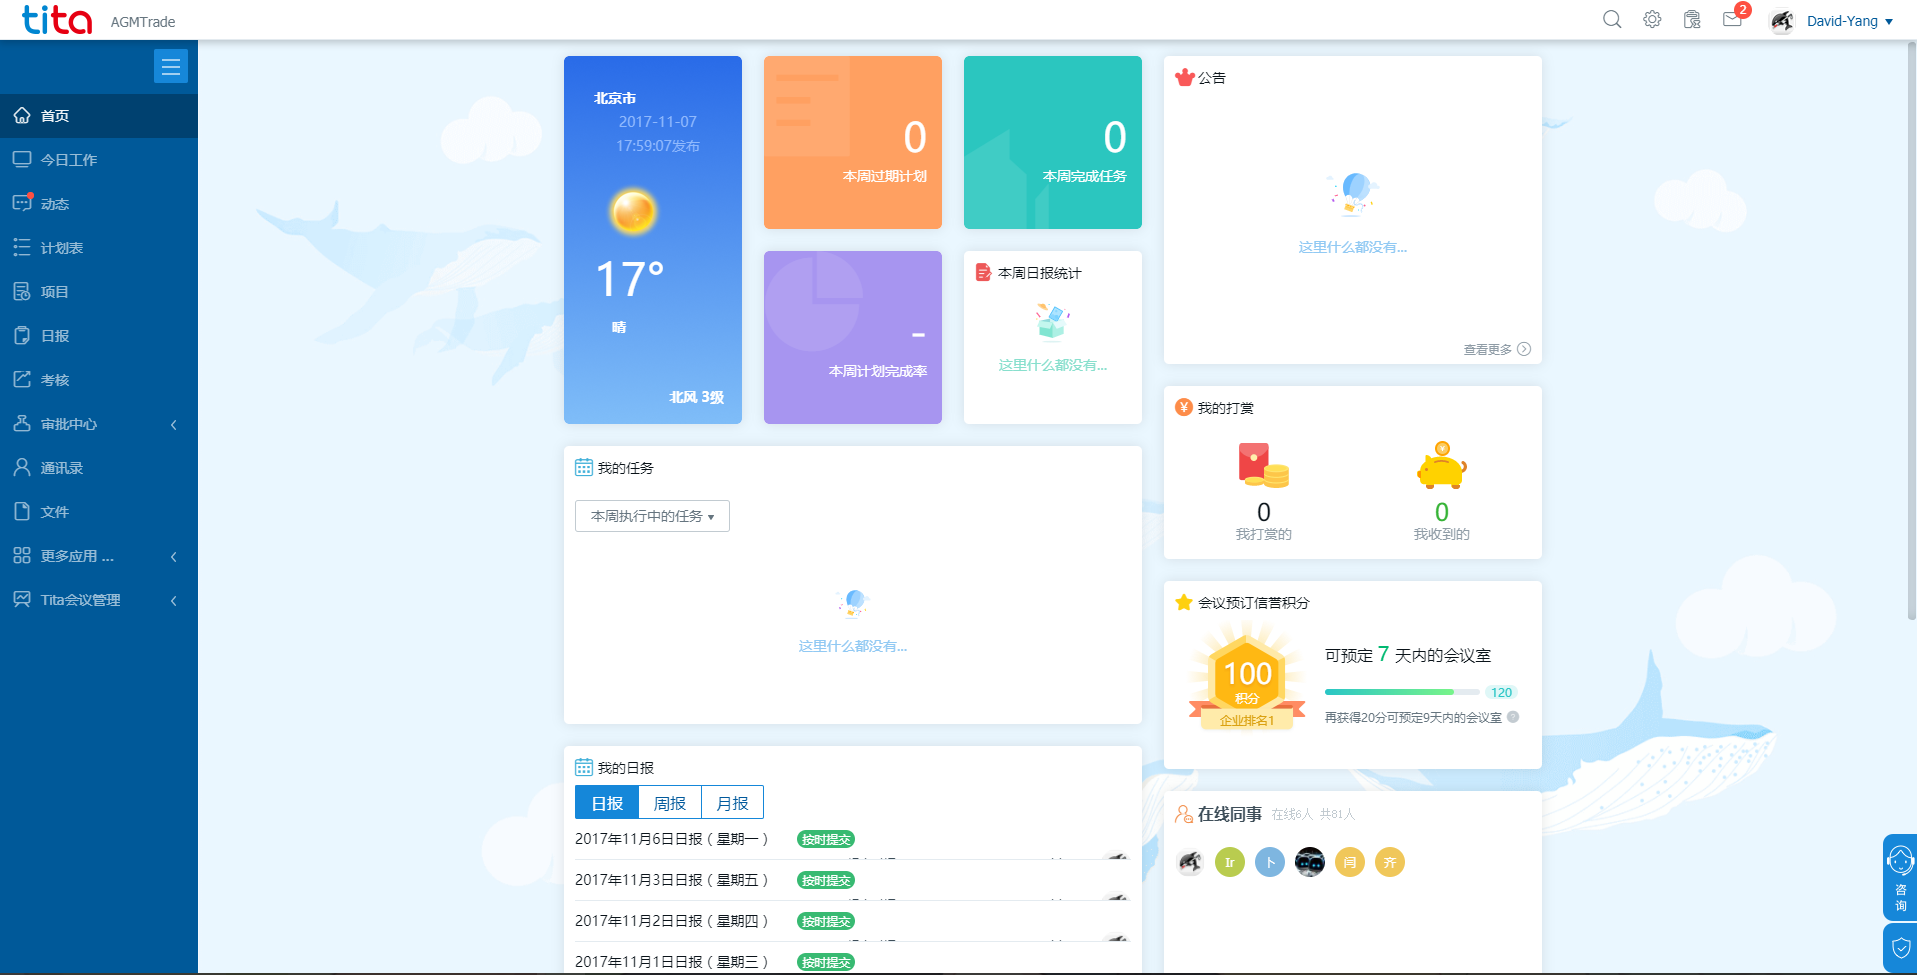 tita AGMTrade
2
David-Yang
首页
今日工作
动态
计划表
项目
日报
考核
审批中心
通讯录
文件
更多应用 ...
Tita会议管理
北京市
2017-11-07
17:59:07发布
17°
晴
北风 3级
0
本周过期计划
0
本周完成任务
-
本周计划完成率
本周日报统计
这里什么都没有...
公告
这里什么都没有...
查看更多
我的任务
本周执行中的任务
这里什么都没有...
我的打赏
0
我打赏的
0
我收到的
会议预订信誉积分
100
积分
企业排名1
可预定 7 天内的会议室
120
再获得20分可预定9天内的会议室
我的日报
日报 周报 月报
2017年11月6日日报（星期一） 按时提交
2017年11月3日日报（星期五） 按时提交
2017年11月2日日报（星期四） 按时提交
2017年11月1日日报（星期三） 按时提交
在线同事 在线6人 共81人
Ir 卜 闫 齐
咨
询